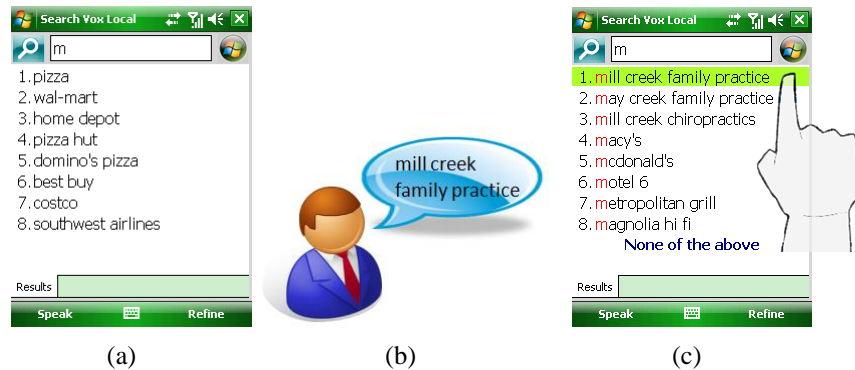 Search Vox Local
m
1. pizza
2. wal-mart
3. home depot
4. pizza hut
5. domino's pizza
6. best buy
7. costco
8. southwest airlines
Results
Speak Refine
(a)
mill creek
family practice
(b)
Search Vox Local
m
1. mill creek family practice
2. may creek family practice
3. mill creek chiropractics
4. macy's
5. mcdonald's
6. motel 6
7. metropolitan grill
8. magnolia hi fi
None of the above
Results
Speak Refine
(c)